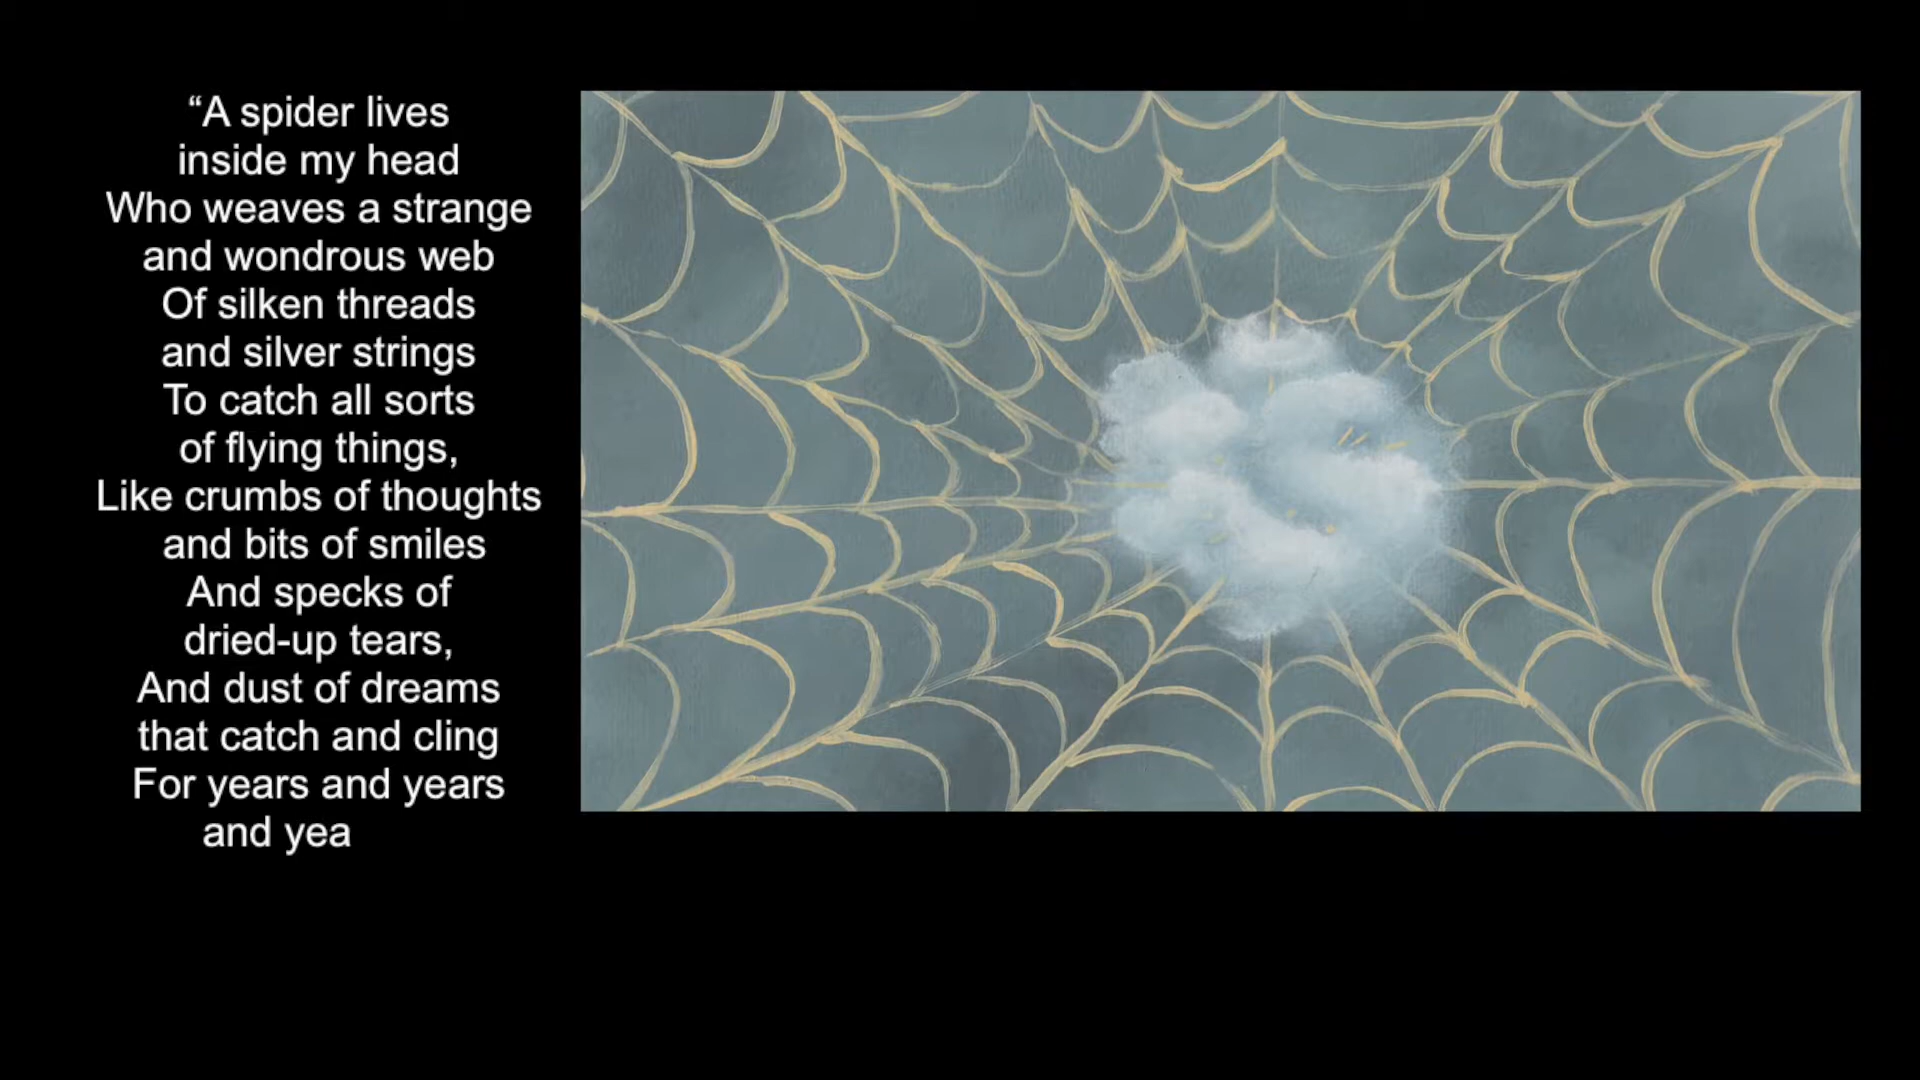 “A spider lives
inside my head
Who weaves a strange
and wondrous web
Of silken threads
and silver strings
To catch all sorts
of flying things,
Like crumbs of thoughts
and bits of smiles
And specks of
dried-up tears,
And dust of dreams
that catch and cling
For years and years
and yea